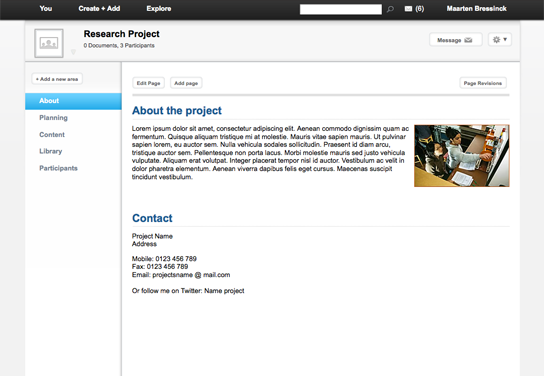 You Create + Add Explore (6) Maarten Bressinck
Research Project
0 Documents, 3 Participants
Message
+ Add a new area
About
Planning
Content
Library
Participants
Edit Page Add page Page Revisions
About the project
Lorem ipsum dolor sit amet, consectetur adipiscing elit. Aenean commodo dignissim quam ac
fermentum. Quisque aliquam tristique mi at molestie. Mauris vitae sapien mauris. Ut pulvinar
sapien lorem, eu auctor sem. Nulla vehicula sodales sollicitudin. Praesent id diam arcu,
tristique auctor sem. Pellentesque non porta lacus. Morbi molestie mauris sed justo vehicula
vulputate. Aliquam erat volutpat. Integer placerat tempor nisl id auctor. Vestibulum ac velit in
dolor pharetra elementum. Aenean viverra dapibus felis eget cursus. Maecenas suscipit
tincidunt vestibulum.
Contact
Project Name
Address
Mobile: 0123 456 789
Fax: 0123 456 789
Email: projectsname @ mail.com
Or follow me on Twitter: Name project